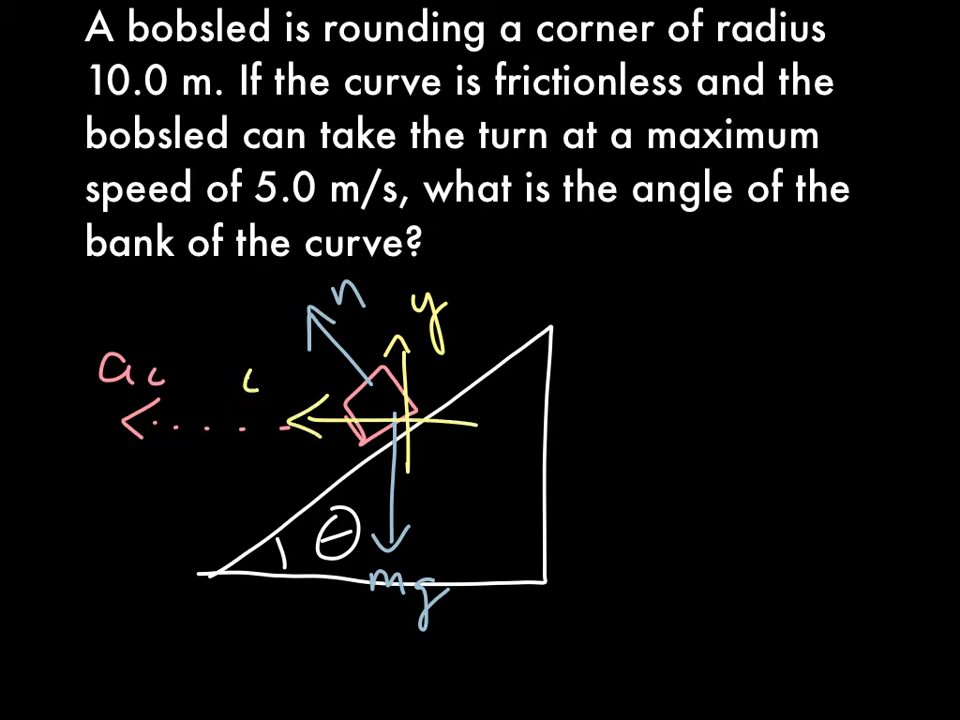 A bobsled is rounding a corner of radius
10.0 m. If the curve is frictionless and the
bobsled can take the turn at a maximum
speed of 5.0 m/s, what is the angle of the
bank of the curve?
n
y
ac
c
θ
mg